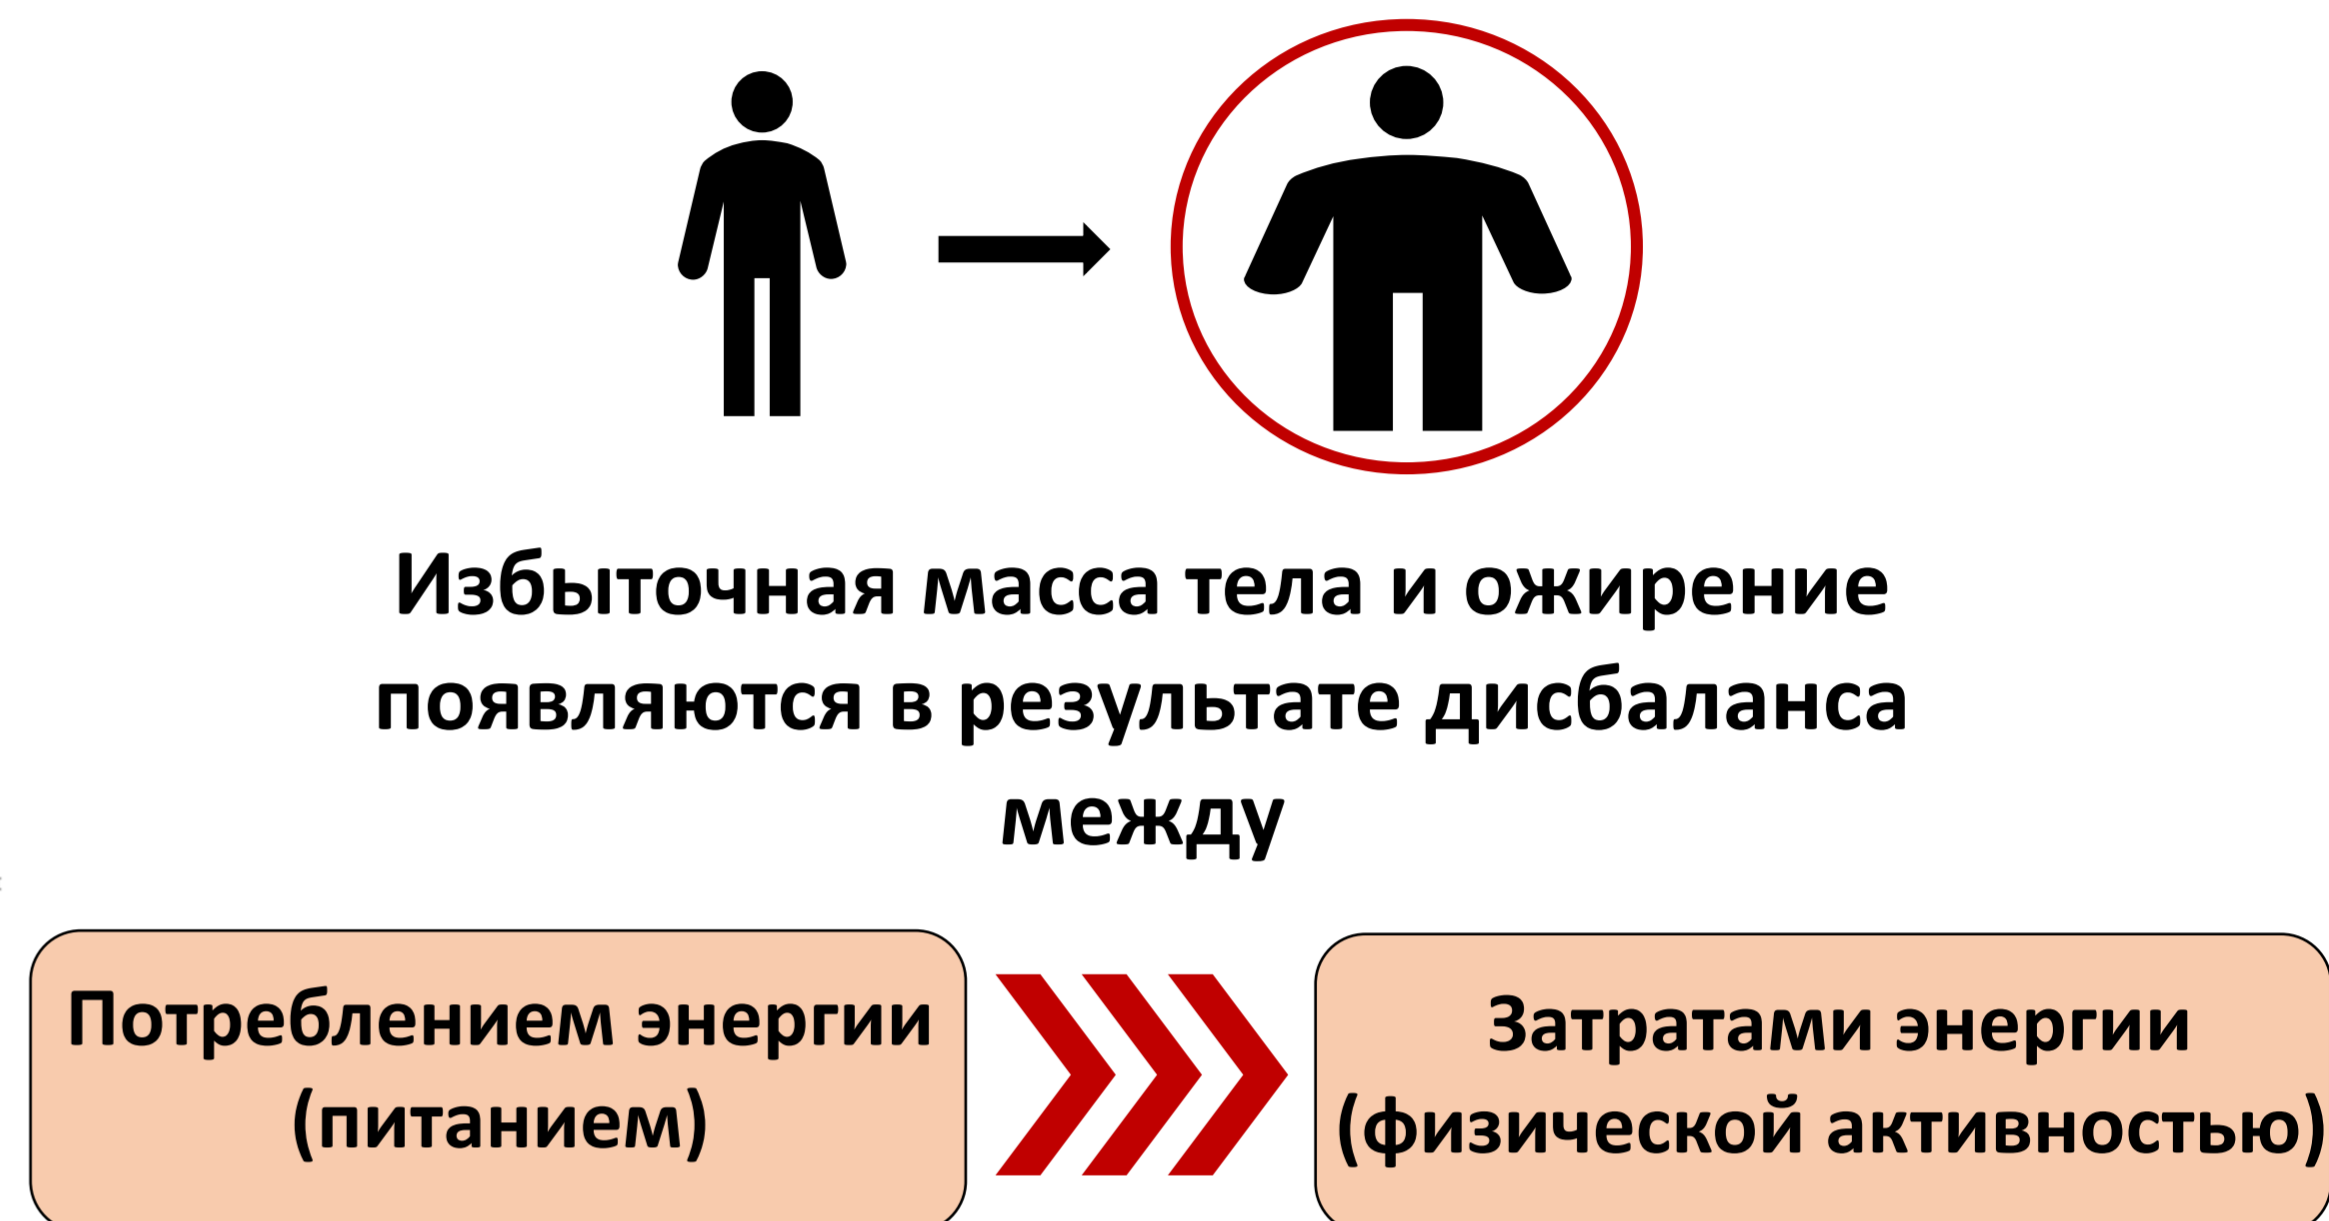 Избыточная масса тела и ожирение
появляются в результате дисбаланса
между
Потреблением энергии
(питанием)
Затратами энергии
(физической активностью)